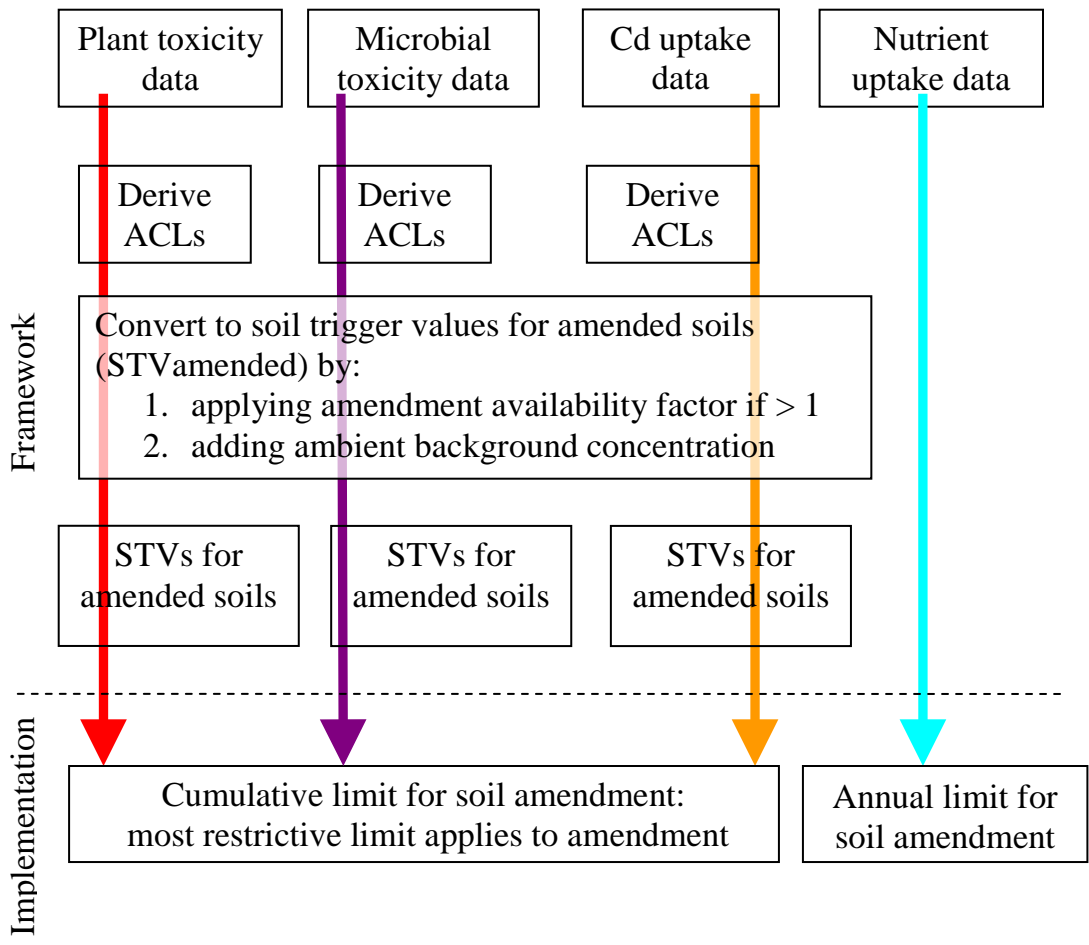 Plant toxicity
data
Microbial
toxicity data
Cd uptake
data
Nutrient
uptake data
Derive
ACLs
Derive
ACLs
Derive
ACLs
Framework
Convert to soil trigger values for amended soils
(STVamended) by:
1. applying amendment availability factor if > 1
2. adding ambient background concentration
STVs for
amended soils
STVs for
amended soils
STVs for
amended soils
Implementation
Cumulative limit for soil amendment:
most restrictive limit applies to amendment
Annual limit for
soil amendment